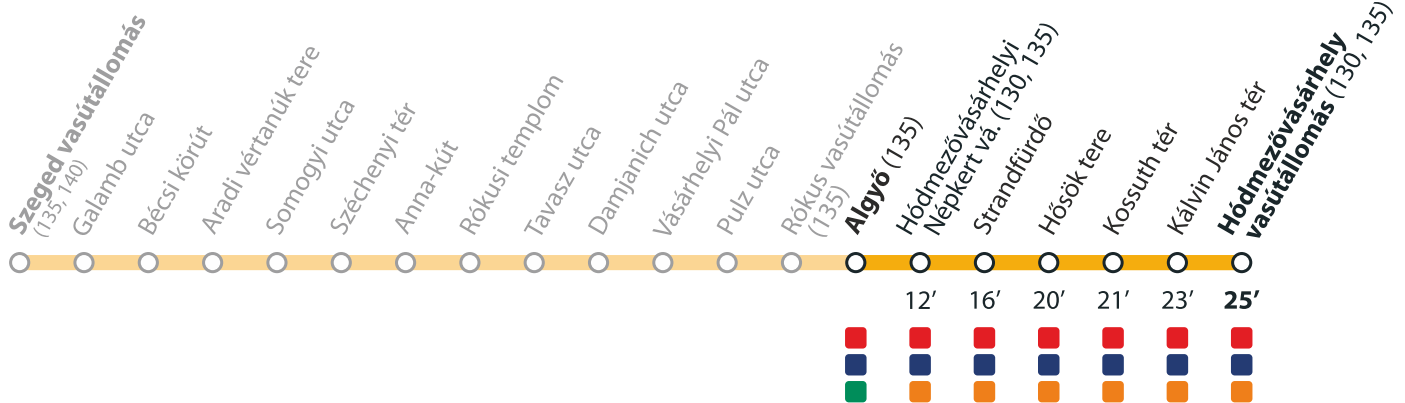 Szeged vasútállomás
(135, 140)
Galamb utca
Bécsi körút
Aradi vértanúk tere
Somogyi utca
Széchenyi tér
Anna-kút
Rókusi templom
Tavasz utca
Damjanich utca
Vásárhelyi Pál utca
Pulz utca
Rókus vasútállomás
(135)
Algyő (135)
Hódmezővásárhelyi
Népkert vá. (130, 135)
Strandfürdő
Hősök tere
Kossuth tér
Kálvin János tér
Hódmezővásárhely
vasútállomás (130, 135)
12’ 16’ 20’ 21’ 23’ 25’